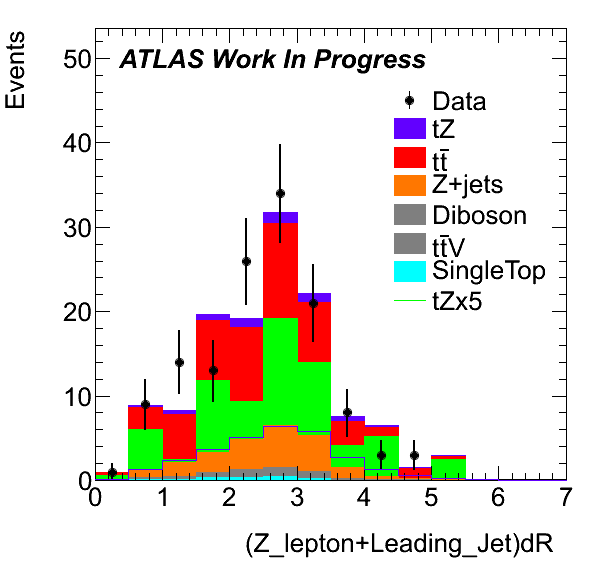 Events
ATLAS Work In Progress
50
40
30
20
10
0
Data
tZ
tt̄
Z+jets
Diboson
tt̄V
SingleTop
tZx5
0 1 2 3 4 5 6 7
(Z_lepton+Leading_Jet)dR